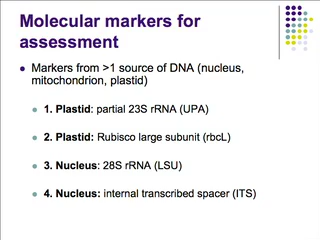 Molecular markers for
assessment
Markers from >1 source of DNA (nucleus,
mitochondrion, plastid)
1. Plastid: partial 23S rRNA (UPA)
2. Plastid: Rubisco large subunit (rbcL)
3. Nucleus: 28S rRNA (LSU)
4. Nucleus: internal transcribed spacer (ITS)